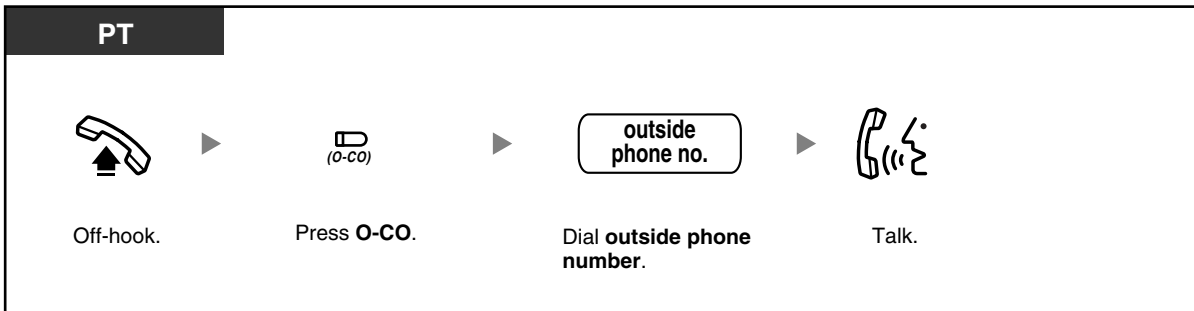 PT
(O-CO)
outside
phone no.
Off-hook.
Press O-CO.
Dial outside phone
number.
Talk.